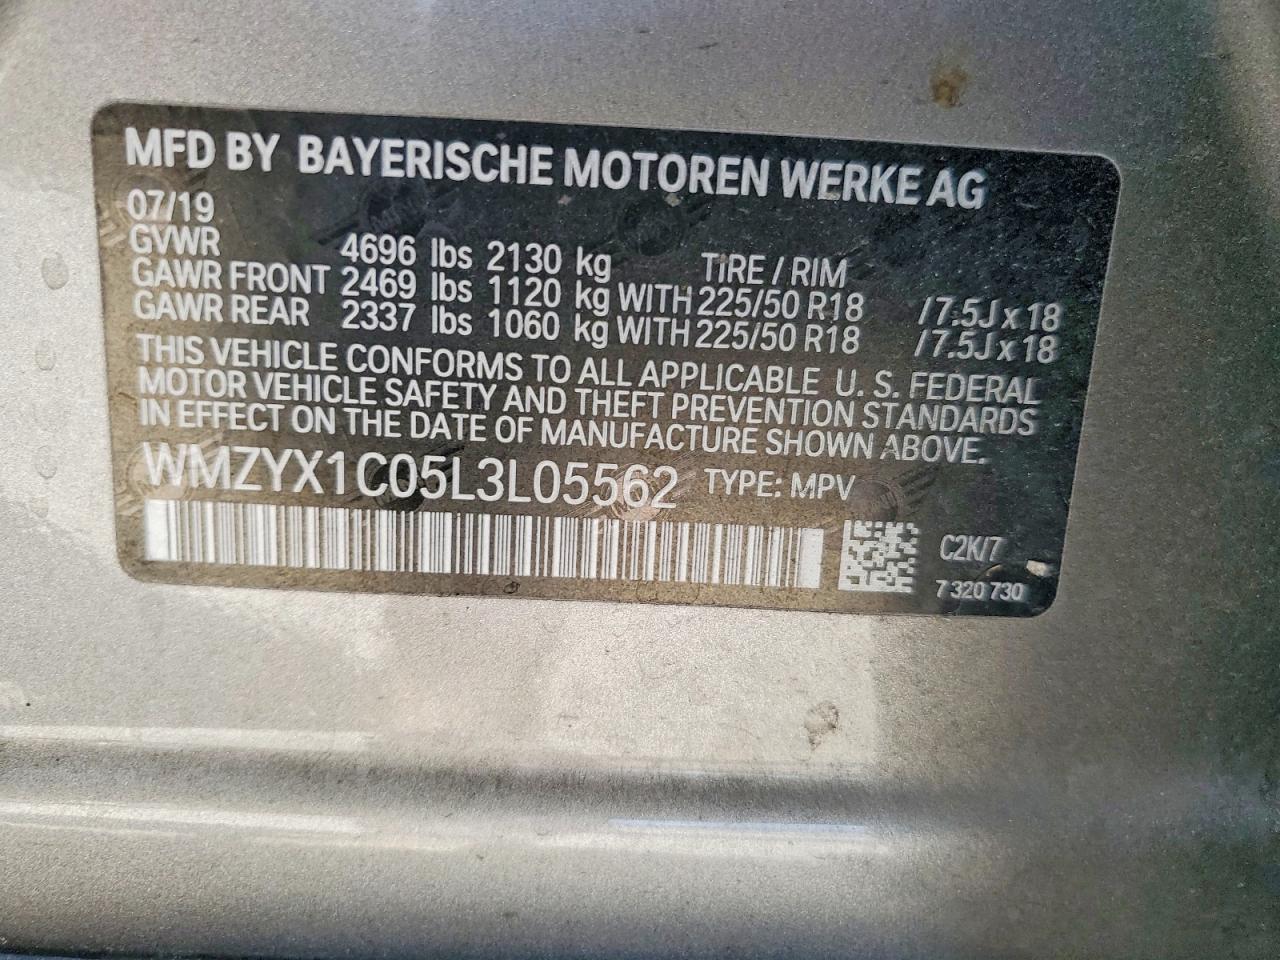 MFD BY BAYERISCHE MOTOREN WERKE AG
07/19
GVWR 4696 lbs 2130 kg TIRE / RIM
GAWR FRONT 2469 lbs 1120 kg WITH 225/50 R18 /7.5J x 18
GAWR REAR 2337 lbs 1060 kg WITH 225/50 R18 /7.5J x 18
THIS VEHICLE CONFORMS TO ALL APPLICABLE U. S. FEDERAL
MOTOR VEHICLE SAFETY AND THEFT PREVENTION STANDARDS
IN EFFECT ON THE DATE OF MANUFACTURE SHOWN ABOVE.
WMZYX1C05L3L05562 TYPE: MPV
C2K/7
7 320 730